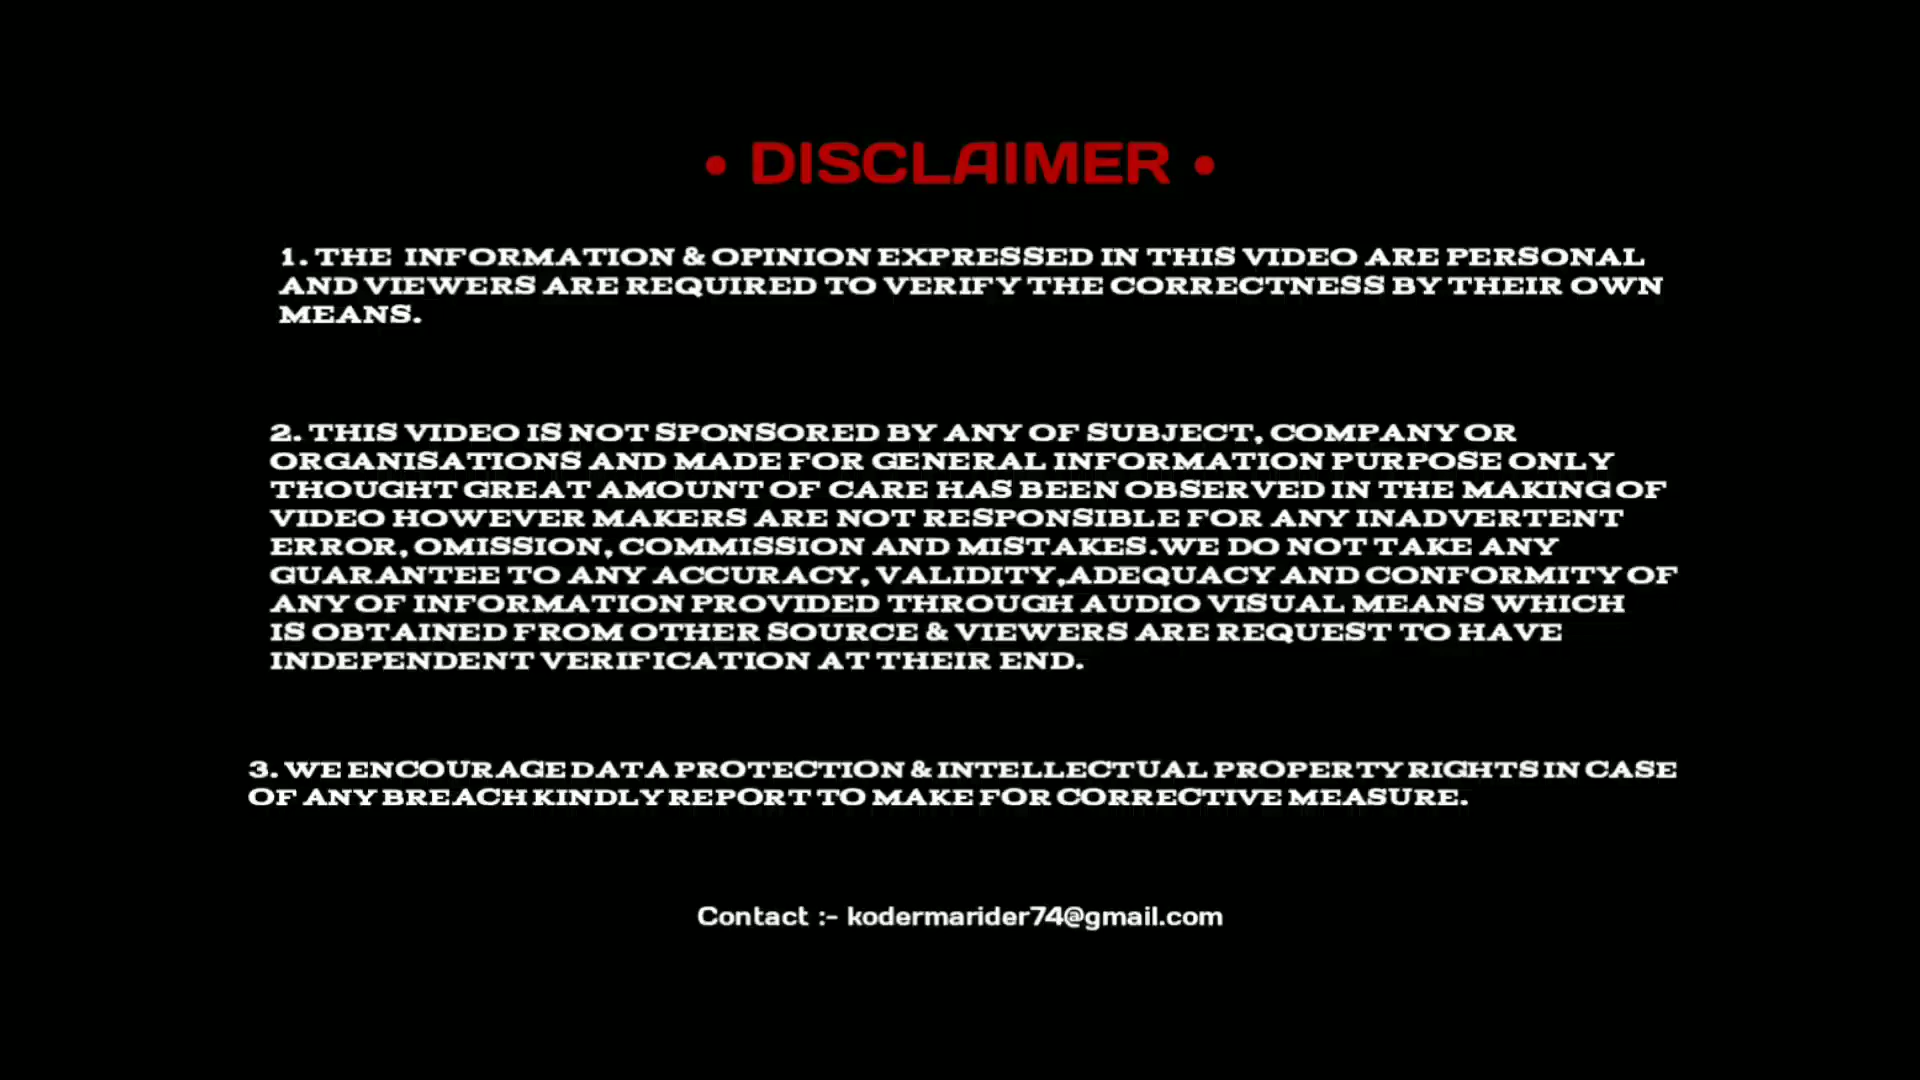 • DISCLAIMER •
1. THE INFORMATION & OPINION EXPRESSED IN THIS VIDEO ARE PERSONAL
AND VIEWERS ARE REQUIRED TO VERIFY THE CORRECTNESS BY THEIR OWN
MEANS.
2. THIS VIDEO IS NOT SPONSORED BY ANY OF SUBJECT, COMPANY OR
ORGANISATIONS AND MADE FOR GENERAL INFORMATION PURPOSE ONLY
THOUGHT GREAT AMOUNT OF CARE HAS BEEN OBSERVED IN THE MAKING OF
VIDEO HOWEVER MAKERS ARE NOT RESPONSIBLE FOR ANY INADVERTENT
ERROR, OMISSION, COMMISSION AND MISTAKES.WE DO NOT TAKE ANY
GUARANTEE TO ANY ACCURACY, VALIDITY,ADEQUACY AND CONFORMITY OF
ANY OF INFORMATION PROVIDED THROUGH AUDIO VISUAL MEANS WHICH
IS OBTAINED FROM OTHER SOURCE & VIEWERS ARE REQUEST TO HAVE
INDEPENDENT VERIFICATION AT THEIR END.
3. WE ENCOURAGE DATA PROTECTION & INTELLECTUAL PROPERTY RIGHTS IN CASE
OF ANY BREACH KINDLY REPORT TO MAKE FOR CORRECTIVE MEASURE.
Contact :- kodermarider74@gmail.com